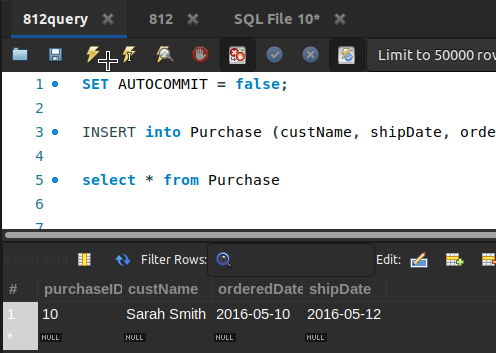 812query 812 SQL File 10*
Limit to 50000 row
1 SET AUTOCOMMIT = false;
2
3 INSERT into Purchase (custName, shipDate, orde
4
5 select * from Purchase
6
7
Result Grid Filter Rows: Edit:
# purchaseID custName orderedDate shipDate
1 10 Sarah Smith 2016-05-10 2016-05-12
* NULL NULL NULL NULL